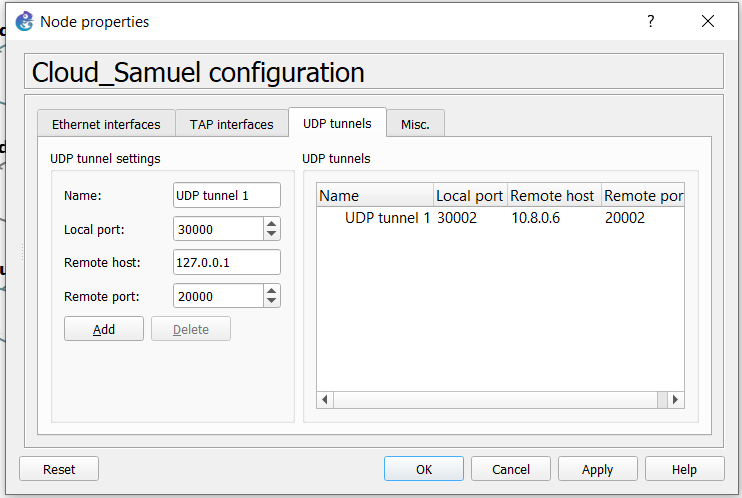 Node properties
?
Cloud_Samuel configuration
Ethernet interfaces TAP interfaces UDP tunnels Misc.
UDP tunnel settings
Name: UDP tunnel 1
Local port: 30000
Remote host: 127.0.0.1
Remote port: 20000
Add Delete
UDP tunnels
Name Local port Remote host Remote por
UDP tunnel 1 30002 10.8.0.6 20002
Reset OK Cancel Apply Help